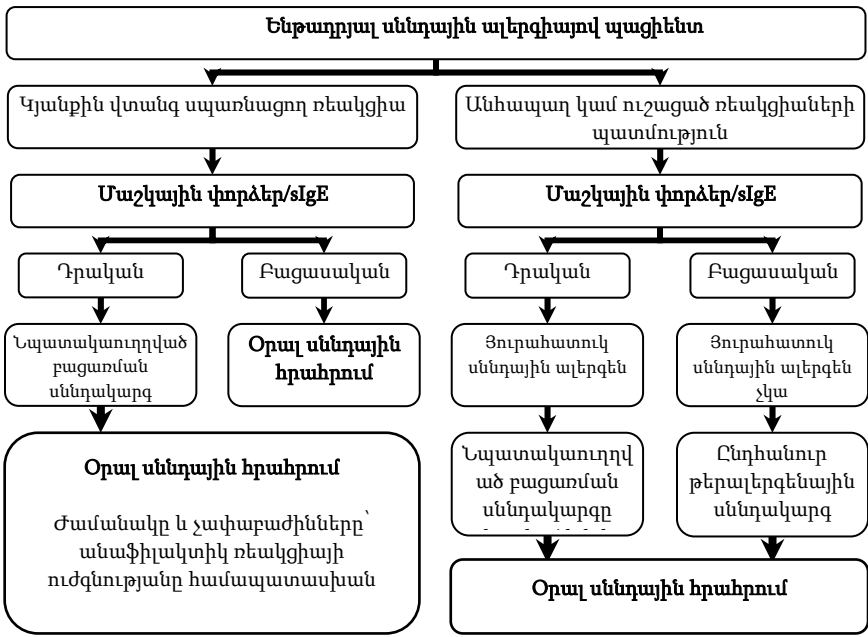 Ենթադրյալ սննդային ալերգիայով պացիենտ
Կյանքին վտանգ սպառնացող ռեակցիա
Անհապաղ կամ ուշացած ռեակցիաների
պատմություն
Մաշկային փորձեր/sIgE
Մաշկային փորձեր/sIgE
Դրական
Բացասական
Դրական
Բացասական
Նպատակաուղղված
բացառման
սննդակարգ
Օրալ սննդային
հրահրում
Յուրահատուկ
սննդային ալերգեն
Յուրահատուկ
սննդային ալերգեն
չկա
Օրալ սննդային հրահրում
Ժամանակը և չափաբաժինները՝
անաֆիլակտիկ ռեակցիայի
ուժգնությանը համապատասխան
Նպատակաուղղվ
ած բացառման
սննդակարգը
Ընդհանուր
թերալերգենային
սննդակարգ
Օրալ սննդային հրահրում